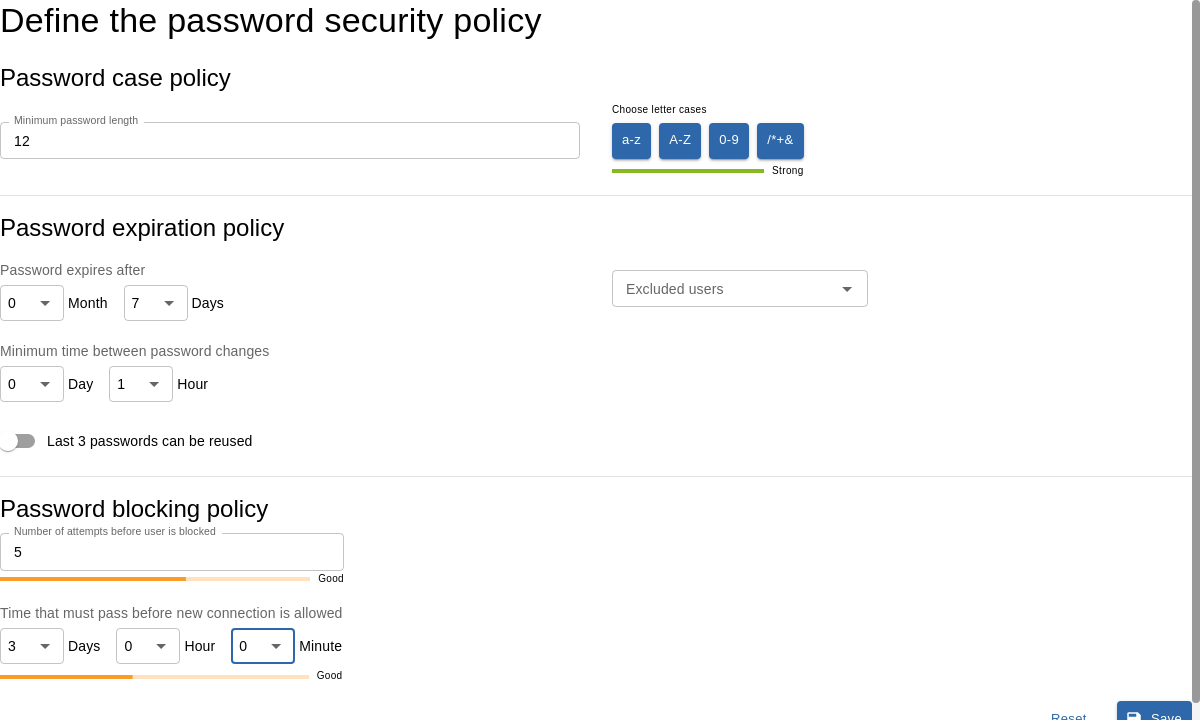 Define the password security policy
Password case policy
Minimum password length
12
Choose letter cases
a-z A-Z 0-9 /*+&
Strong
Password expiration policy
Password expires after
0 Month 7 Days
Excluded users
Minimum time between password changes
0 Day 1 Hour
Last 3 passwords can be reused
Password blocking policy
Number of attempts before user is blocked
5
Good
Time that must pass before new connection is allowed
3 Days 0 Hour 0 Minute
Good
Reset Save